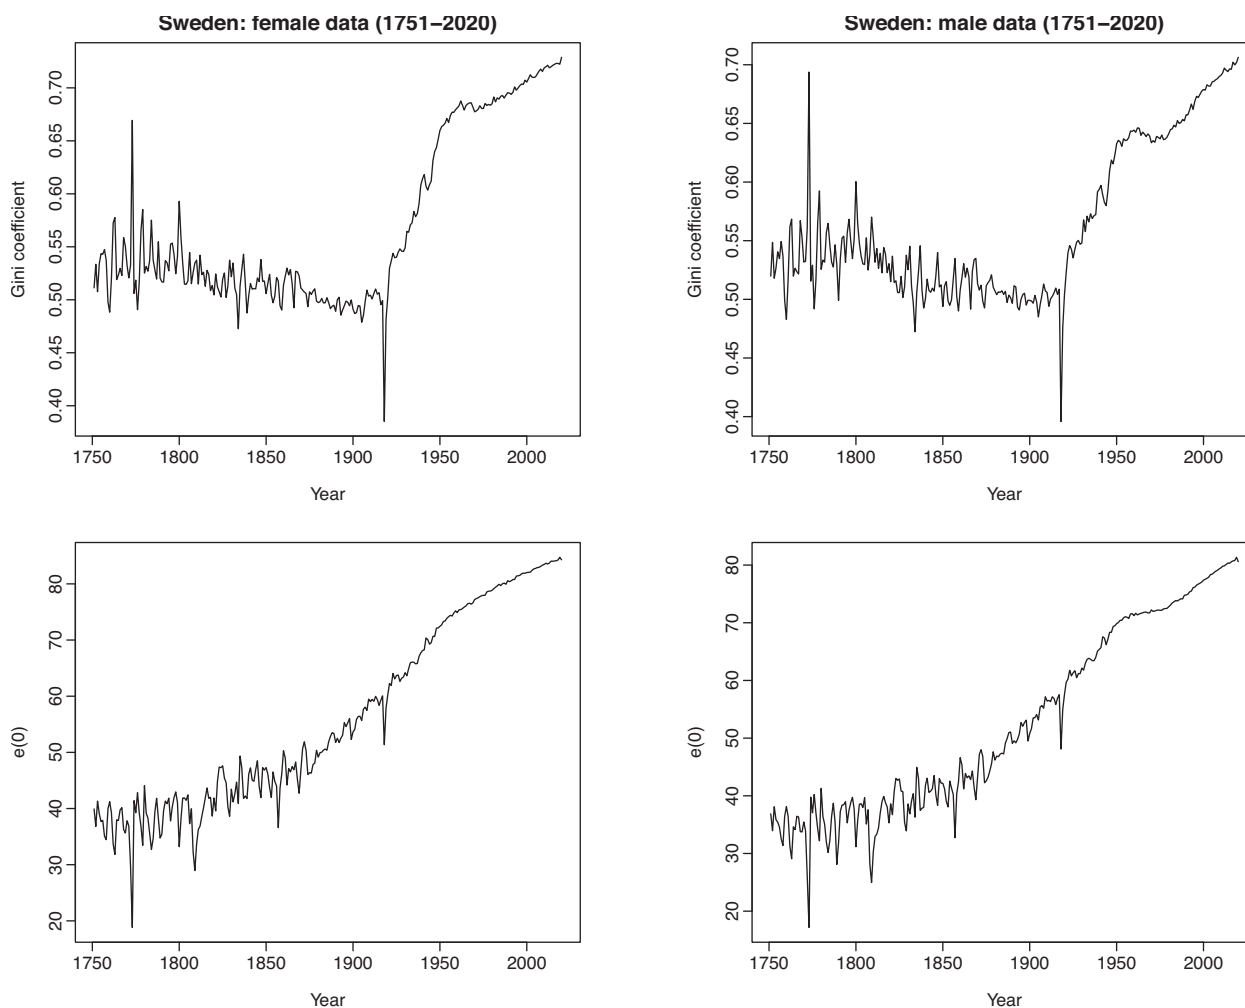 Sweden: female data (1751–2020)
Gini coefficient
0.70
0.65
0.60
0.55
0.50
0.45
0.40
1750 1800 1850 1900 1950 2000
Year
Sweden: male data (1751–2020)
Gini coefficient
0.70
0.65
0.60
0.55
0.50
0.45
0.40
1750 1800 1850 1900 1950 2000
Year
e(0)
80
70
60
50
40
30
20
1750 1800 1850 1900 1950 2000
Year
e(0)
80
70
60
50
40
30
20
1750 1800 1850 1900 1950 2000
Year